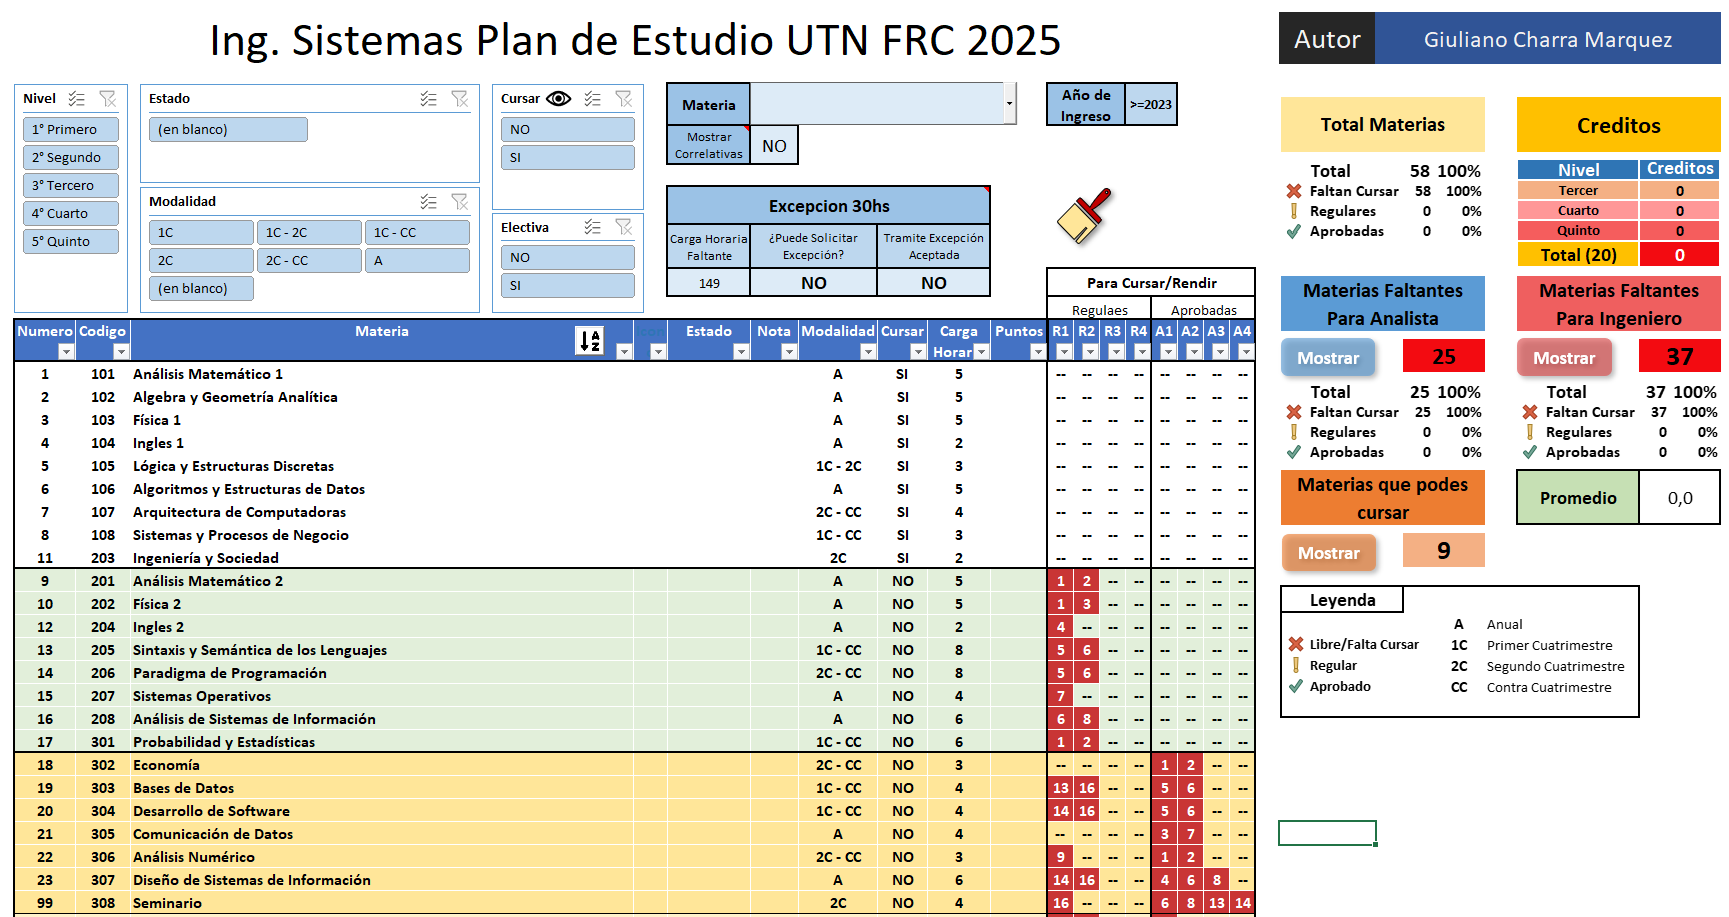 Ing. Sistemas Plan de Estudio UTN FRC 2025
Autor Giuliano Charra Marquez
Nivel
1° Primero
2° Segundo
3° Tercero
4° Cuarto
5° Quinto
Estado
(en blanco)
Modalidad
1C 1C - 2C 1C - CC
2C 2C - CC A
(en blanco)
Cursar
NO
SI
Electiva
NO
SI
Materia
Mostrar Correlativas NO
Año de Ingreso >=2023
Excepcion 30hs
Carga Horaria Faltante ¿Puede Solicitar Excepción? Tramite Excepción Aceptada
149 NO NO
Para Cursar/Rendir
Regulaes Aprobadas
Numero Codigo Materia Estado Nota Modalidad Cursar Carga Horar Puntos R1 R2 R3 R4 A1 A2 A3 A4
1 101 Análisis Matemático 1 A SI 5 -- -- -- -- -- -- -- --
2 102 Algebra y Geometría Analítica A SI 5 -- -- -- -- -- -- -- --
3 103 Física 1 A SI 5 -- -- -- -- -- -- -- --
4 104 Ingles 1 A SI 2 -- -- -- -- -- -- -- --
5 105 Lógica y Estructuras Discretas 1C - 2C SI 3 -- -- -- -- -- -- -- --
6 106 Algoritmos y Estructuras de Datos A SI 5 -- -- -- -- -- -- -- --
7 107 Arquitectura de Computadoras 2C - CC SI 4 -- -- -- -- -- -- -- --
8 108 Sistemas y Procesos de Negocio 1C - CC SI 3 -- -- -- -- -- -- -- --
11 203 Ingeniería y Sociedad 2C SI 2 -- -- -- -- -- -- -- --
9 201 Análisis Matemático 2 A NO 5 1 2 -- -- -- -- -- --
10 202 Física 2 A NO 5 1 3 -- -- -- -- -- --
12 204 Ingles 2 A NO 2 4 -- -- -- -- -- -- --
13 205 Sintaxis y Semántica de los Lenguajes 1C - CC NO 8 5 6 -- -- -- -- -- --
14 206 Paradigma de Programación 2C - CC NO 8 5 6 -- -- -- -- -- --
15 207 Sistemas Operativos A NO 4 7 -- -- -- -- -- -- --
16 208 Análisis de Sistemas de Información A NO 6 6 8 -- -- -- -- -- --
17 301 Probabilidad y Estadísticas 1C - CC NO 6 1 2 -- -- -- -- -- --
18 302 Economía 2C - CC NO 3 -- -- -- -- 1 2 -- --
19 303 Bases de Datos 1C - CC NO 4 13 16 -- -- 5 6 -- --
20 304 Desarrollo de Software 1C - CC NO 4 14 16 -- -- 5 6 -- --
21 305 Comunicación de Datos A NO 4 -- -- -- -- 3 7 -- --
22 306 Análisis Numérico 2C - CC NO 3 9 -- -- -- 1 2 -- --
23 307 Diseño de Sistemas de Información A NO 6 14 16 -- -- 4 6 8 --
99 308 Seminario 2C NO 4 16 -- -- -- 6 8 13 14
Total Materias
Total 58 100%
Faltan Cursar 58 100%
Regulares 0 0%
Aprobadas 0 0%
Creditos
Nivel Creditos
Tercer 0
Cuarto 0
Quinto 0
Total (20) 0
Materias Faltantes
Para Analista
Mostrar 25
Total 25 100%
Faltan Cursar 25 100%
Regulares 0 0%
Aprobadas 0 0%
Materias Faltantes
Para Ingeniero
Mostrar 37
Total 37 100%
Faltan Cursar 37 100%
Regulares 0 0%
Aprobadas 0 0%
Materias que podes
cursar
Mostrar 9
Promedio 0,0
Leyenda
Libre/Falta Cursar
Regular
Aprobado
A Anual
1C Primer Cuatrimestre
2C Segundo Cuatrimestre
CC Contra Cuatrimestre